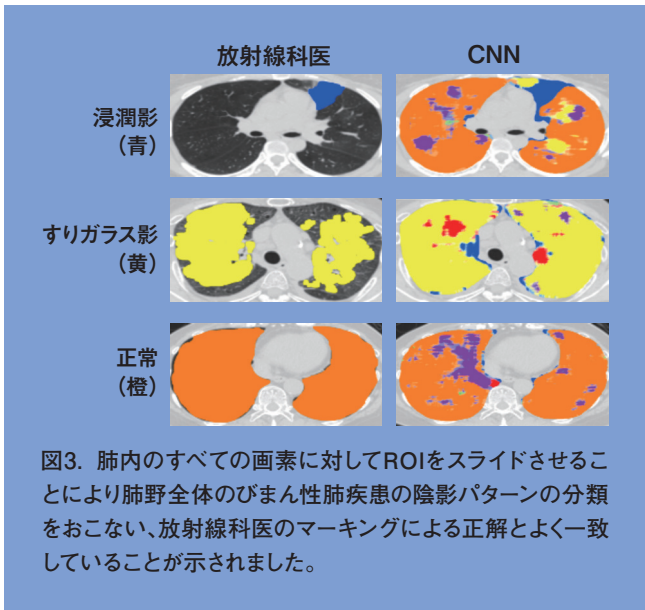 放射線科医
CNN
浸潤影
(青)
すりガラス影
(黄)
正常
(橙)
図3. 肺内のすべての画素に対してROIをスライドさせるこ
とにより肺野全体のびまん性肺疾患の陰影パターンの分類
をおこない、放射線科医のマーキングによる正解とよく一致
していることが示されました。